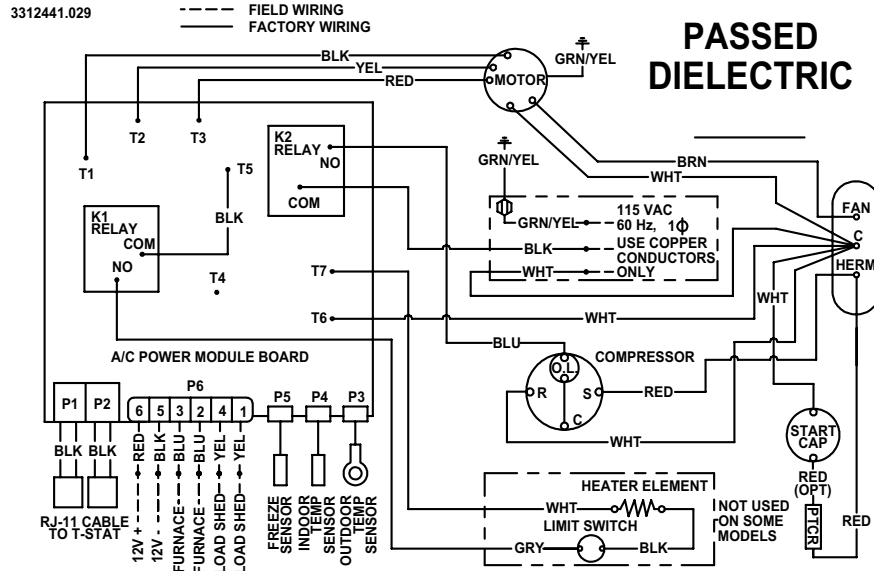 3312441.029
FIELD WIRING
FACTORY WIRING
PASSED
DIELECTRIC
BLK
YEL
RED
MOTOR
GRN/YEL
T1
T2
T3
T5
BLK
K2
RELAY
NO
COM
K1
RELAY
COM
NO
T4
T7
T6
A/C POWER MODULE BOARD
GRN/YEL
BRN
WHT
FAN
C
HERM
GRN/YEL
BLK
WHT
115 VAC
60 Hz, 1ϕ
USE COPPER
CONDUCTORS
ONLY
WHT
WHT
BLU
COMPRESSOR
O.L.
R
S
C
RED
WHT
START
CAP
RED
(OPT)
PTCR
RED
P1
P2
P6
6
5
3
2
4
1
P5
P4
P3
BLK
BLK
RED
BLK
BLU
BLU
YEL
YEL
RJ-11 CABLE
TO T-STAT
12V +
12V -
FURNACE
FURNACE
LOAD SHED
LOAD SHED
FREEZE
SENSOR
INDOOR
TEMP
SENSOR
OUTDOOR
TEMP
SENSOR
HEATER ELEMENT
WHT
LIMIT SWITCH
GRY
BLK
NOT USED
ON SOME
MODELS